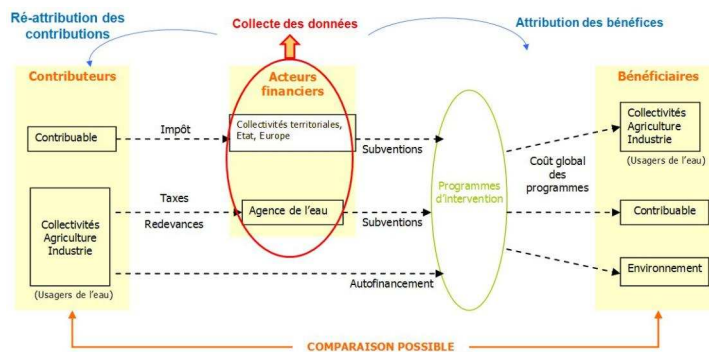 Ré-attribution des
contributions
Collecte des données
Attribution des bénéfices
Contributeurs
Acteurs
financiers
Bénéficiaires
Contribuable
Impôt
Collectivités territoriales,
Etat, Europe
Subventions
Collectivités
Agriculture
Industrie
(Usagers de l'eau)
Coût global
des
programmes
Programmes
d'intervention
Collectivités
Agriculture
Industrie
(Usagers de l'eau)
Taxes
Redevances
Agence de l'eau
Subventions
Contribuable
Autofinancement
Environnement
COMPARAISON POSSIBLE